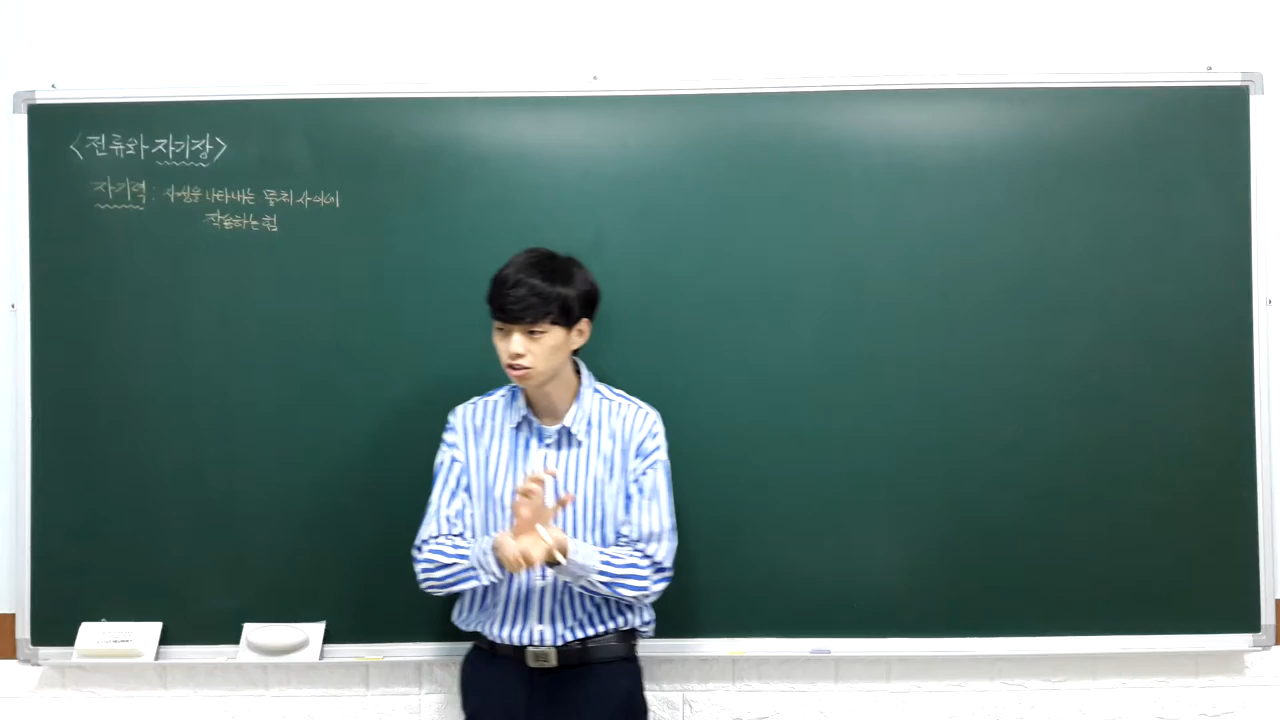 <전류와 자기장>
자기력 : 자성을 나타내는 물체 사이에
작용하는 힘